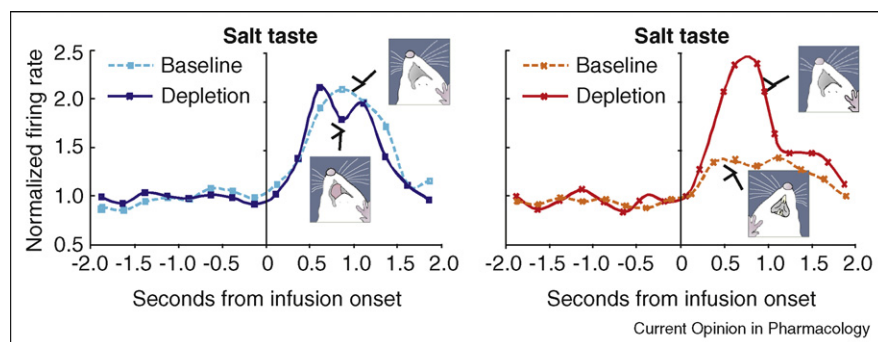 Salt taste
Baseline
Depletion
Normalized firing rate
2.5
2.0
1.5
1.0
0.5
-2.0 -1.5 -1.0 -0.5 0 0.5 1.0 1.5 2.0
Seconds from infusion onset
Salt taste
Baseline
Depletion
-2.0 -1.5 -1.0 -0.5 0 0.5 1.0 1.5 2.0
Seconds from infusion onset
Current Opinion in Pharmacology